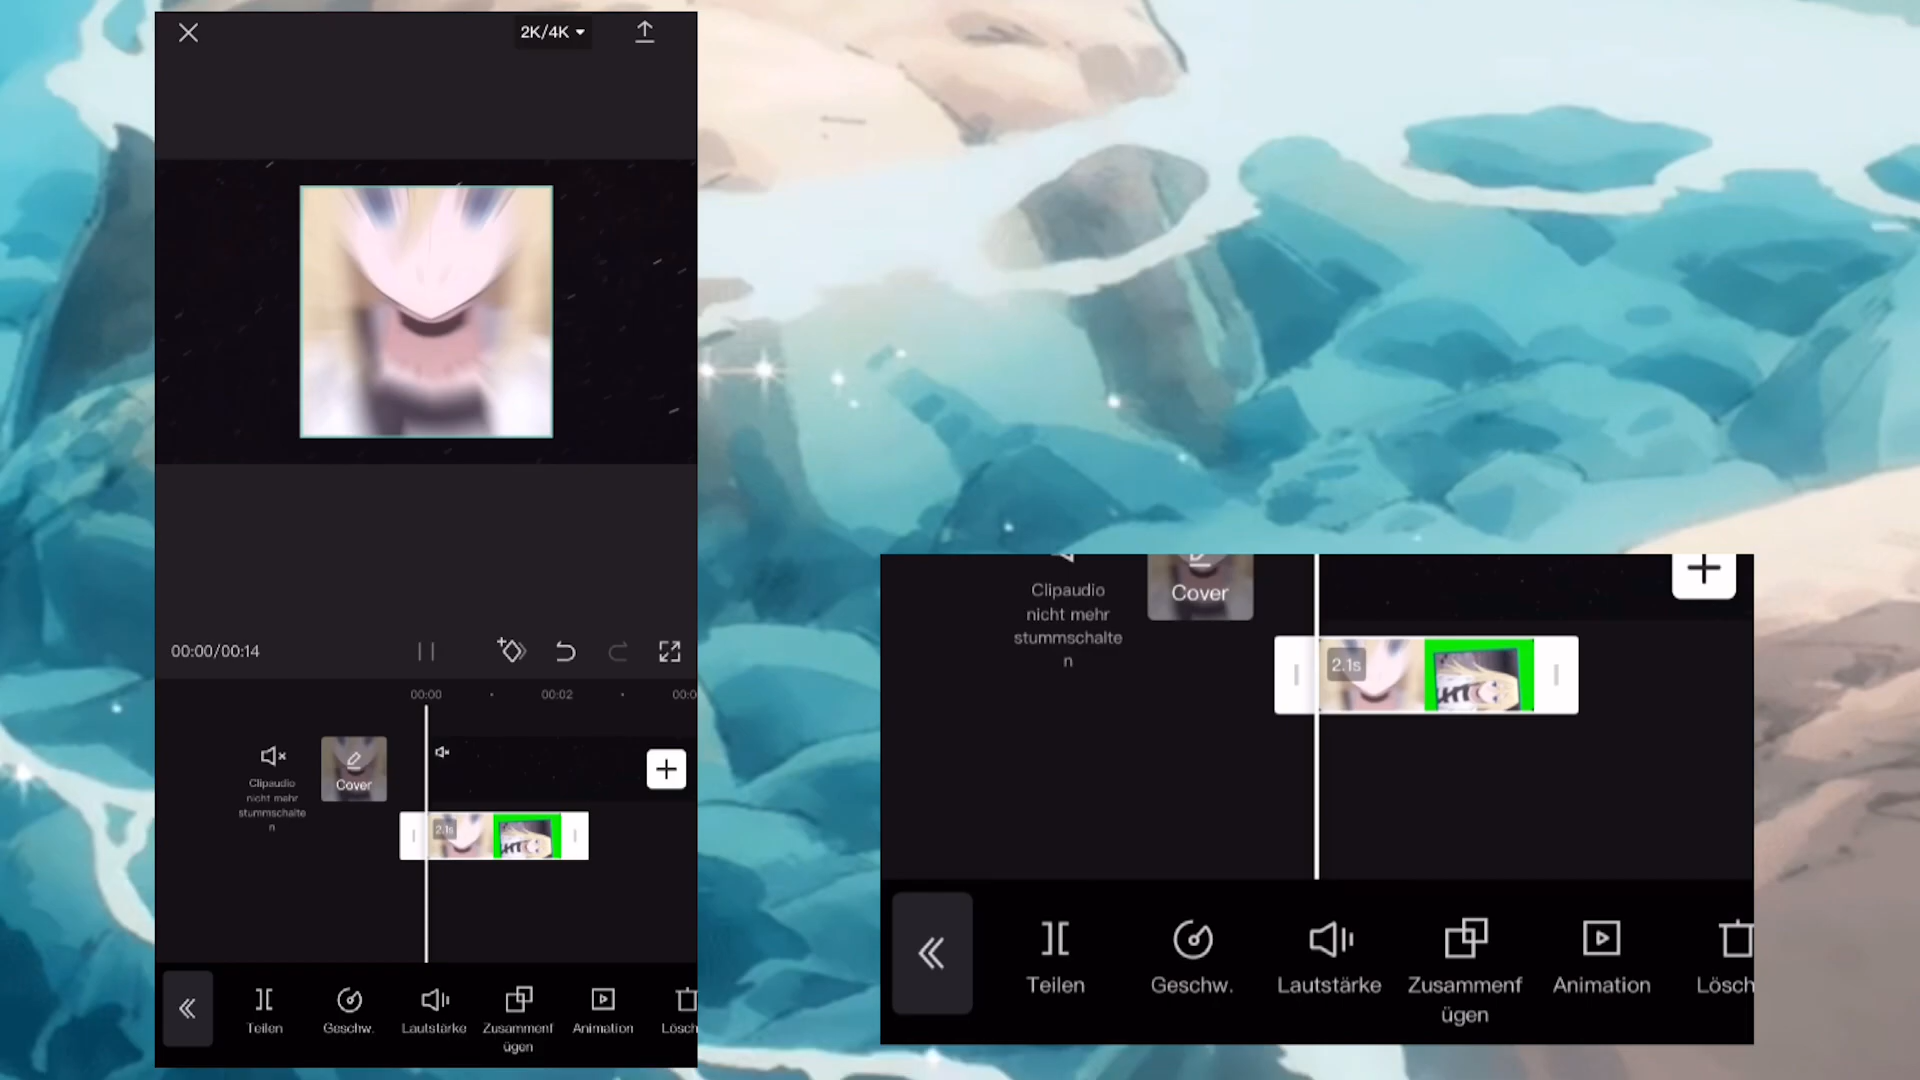 2K/4K
00:00/00:14
00:00
00:02
Clipaudio
nicht mehr
stummschalte
n
Cover
2.1s
Teilen
Geschw.
Lautstärke
Zusammenf
ügen
Animation
Lösch
Clipaudio
nicht mehr
stummschalte
n
Cover
2.1s
Teilen
Geschw.
Lautstärke
Zusammenf
ügen
Animation
Lösch